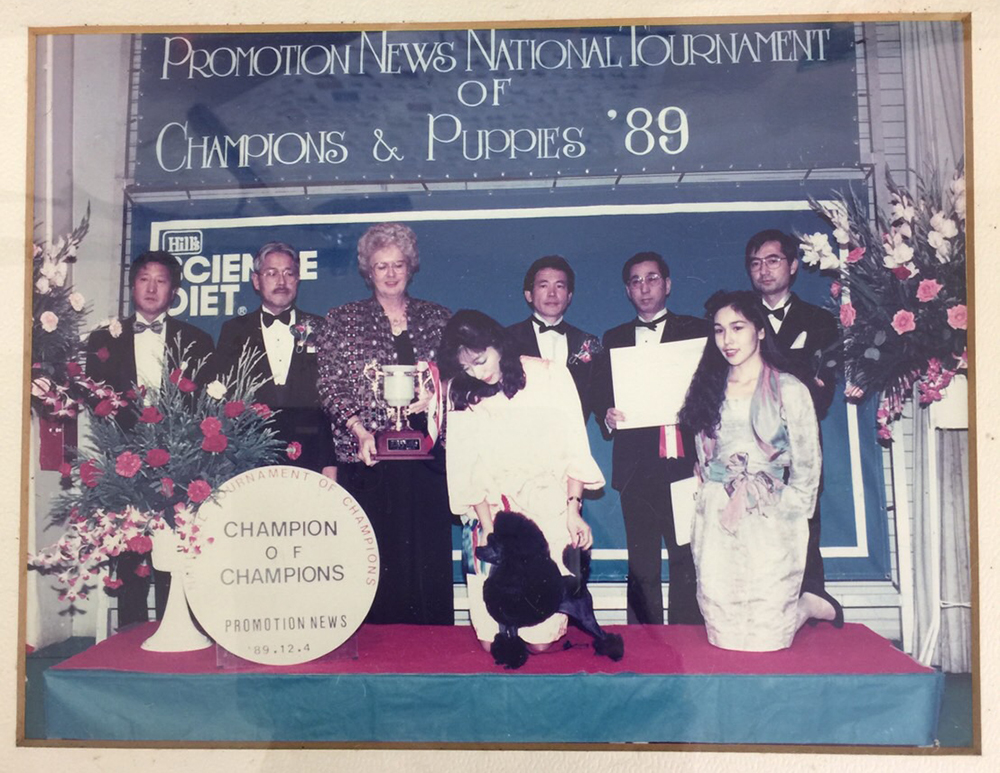 PROMOTION NEWS NATIONAL TOURNAMENT
OF
CHAMPIONS & PUPPIES '89
Hill's
SCIENCE
DIET®
TOURNAMENT OF CHAMPIONS
CHAMPION
OF
CHAMPIONS
PROMOTION NEWS
'89.12.4